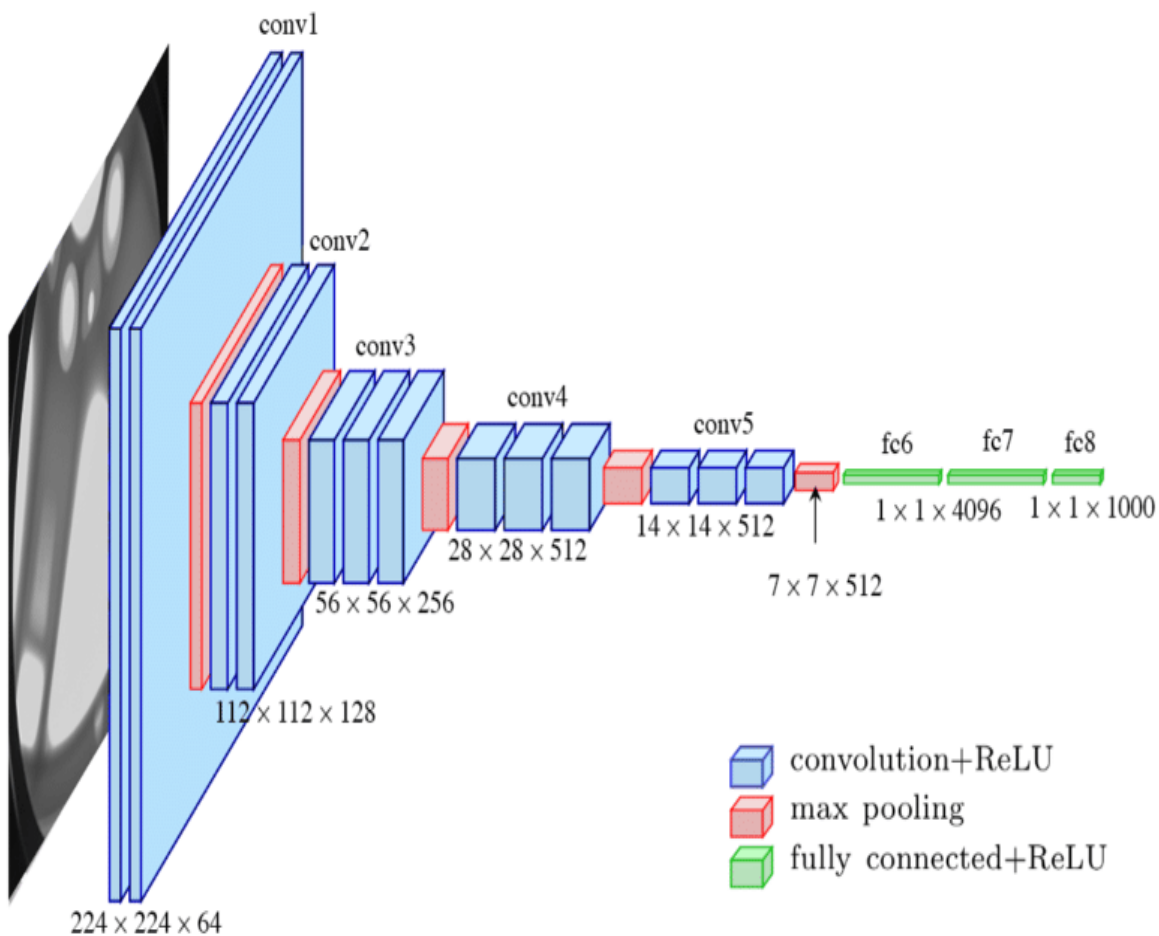 conv1
conv2
conv3
conv4
conv5
fc6
fc7
fc8
1 × 1 × 4096
1 × 1 × 1000
14 × 14 × 512
28 × 28 × 512
7 × 7 × 512
56 × 56 × 256
112 × 112 × 128
224 × 224 × 64
convolution+ReLU
max pooling
fully connected+ReLU